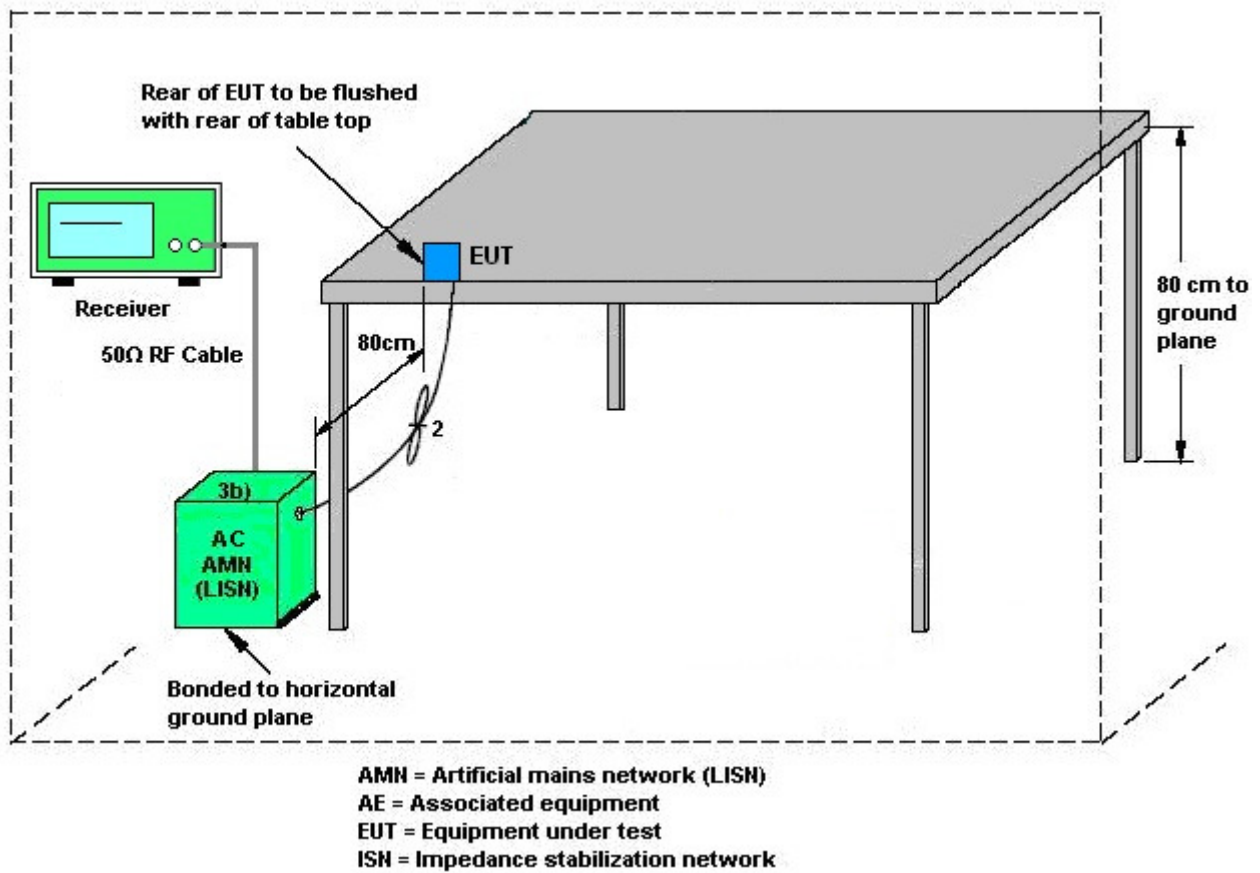 Rear of EUT to be flushed
with rear of table top
EUT
Receiver
50Ω RF Cable
80cm
80 cm to
ground
plane
2
3b)
AC
AMN
(LISN)
Bonded to horizontal
ground plane
AMN = Artificial mains network (LISN)
AE = Associated equipment
EUT = Equipment under test
ISN = Impedance stabilization network